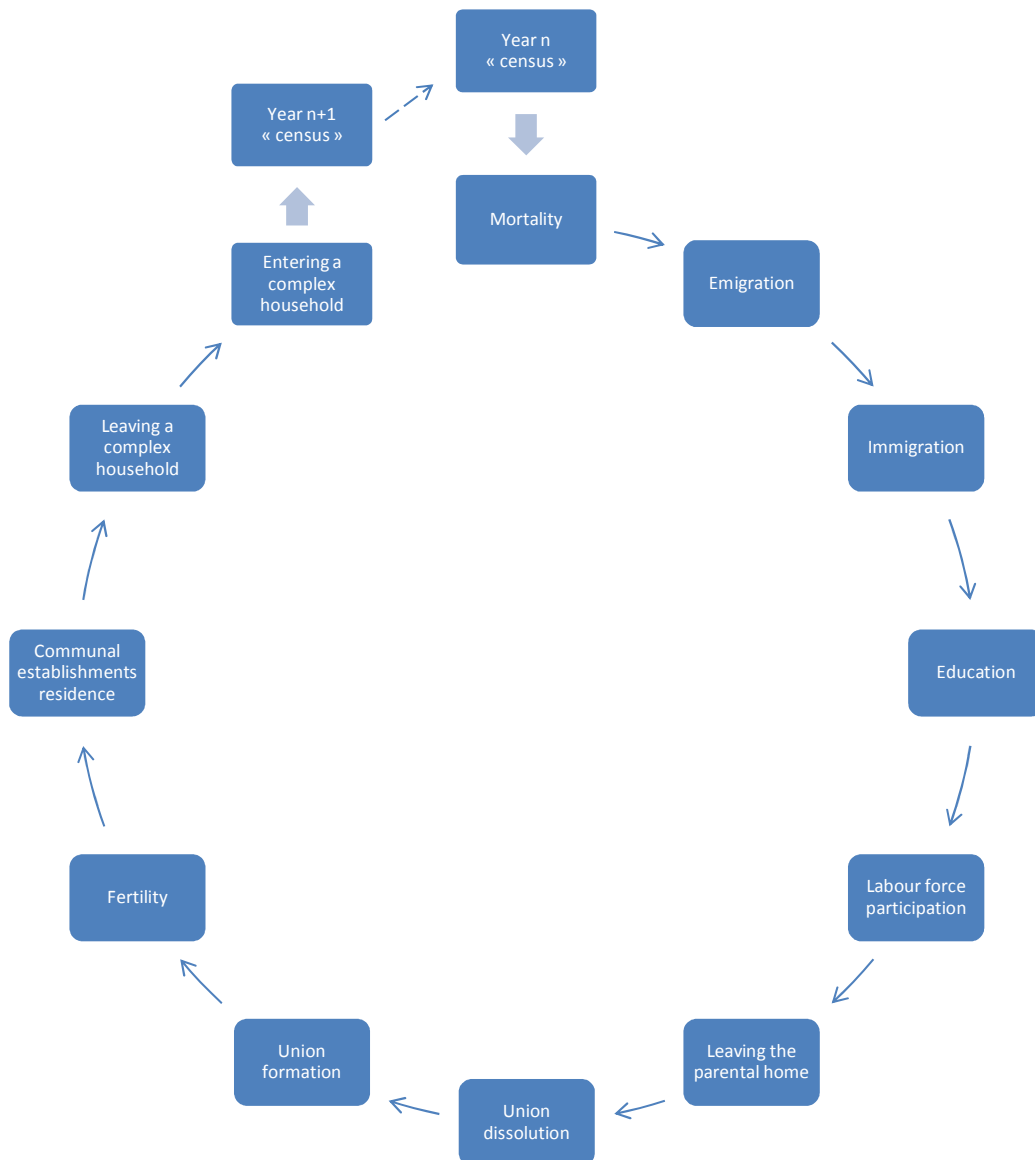 Year n
« census »
Mortality
Emigration
Immigration
Education
Labour force
participation
Leaving the
parental home
Union
dissolution
Union
formation
Fertility
Communal
establishments
residence
Leaving a
complex
household
Entering a
complex
household
Year n+1
« census »